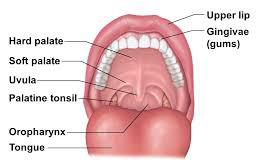 Upper lip
Gingivae
(gums)
Hard palate
Soft palate
Uvula
Palatine tonsil
Oropharynx
Tongue